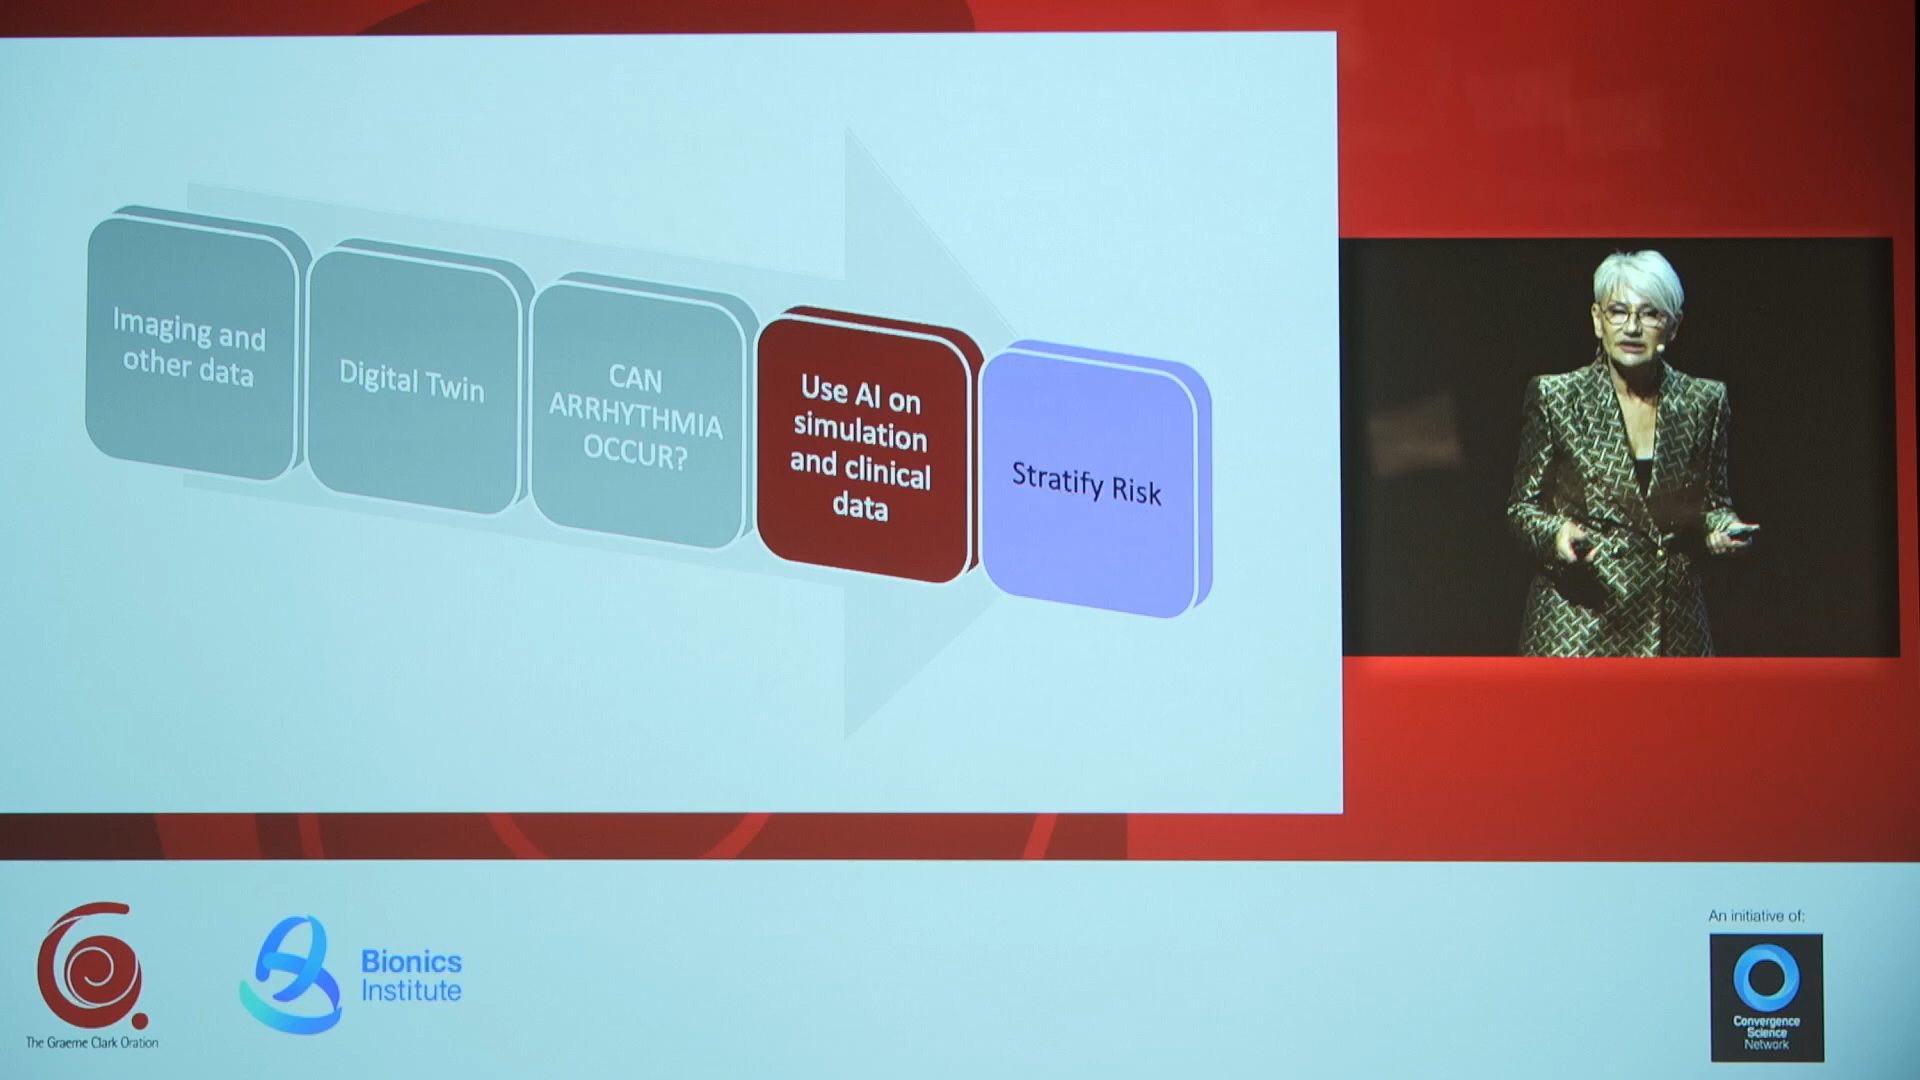 Imaging and
other data
Digital Twin
CAN
ARRHYTHMIA
OCCUR?
Use AI on
simulation
and clinical
data
Stratify Risk
The Graeme Clark Oration
Bionics
Institute
An initiative of:
Convergence
Science
Network